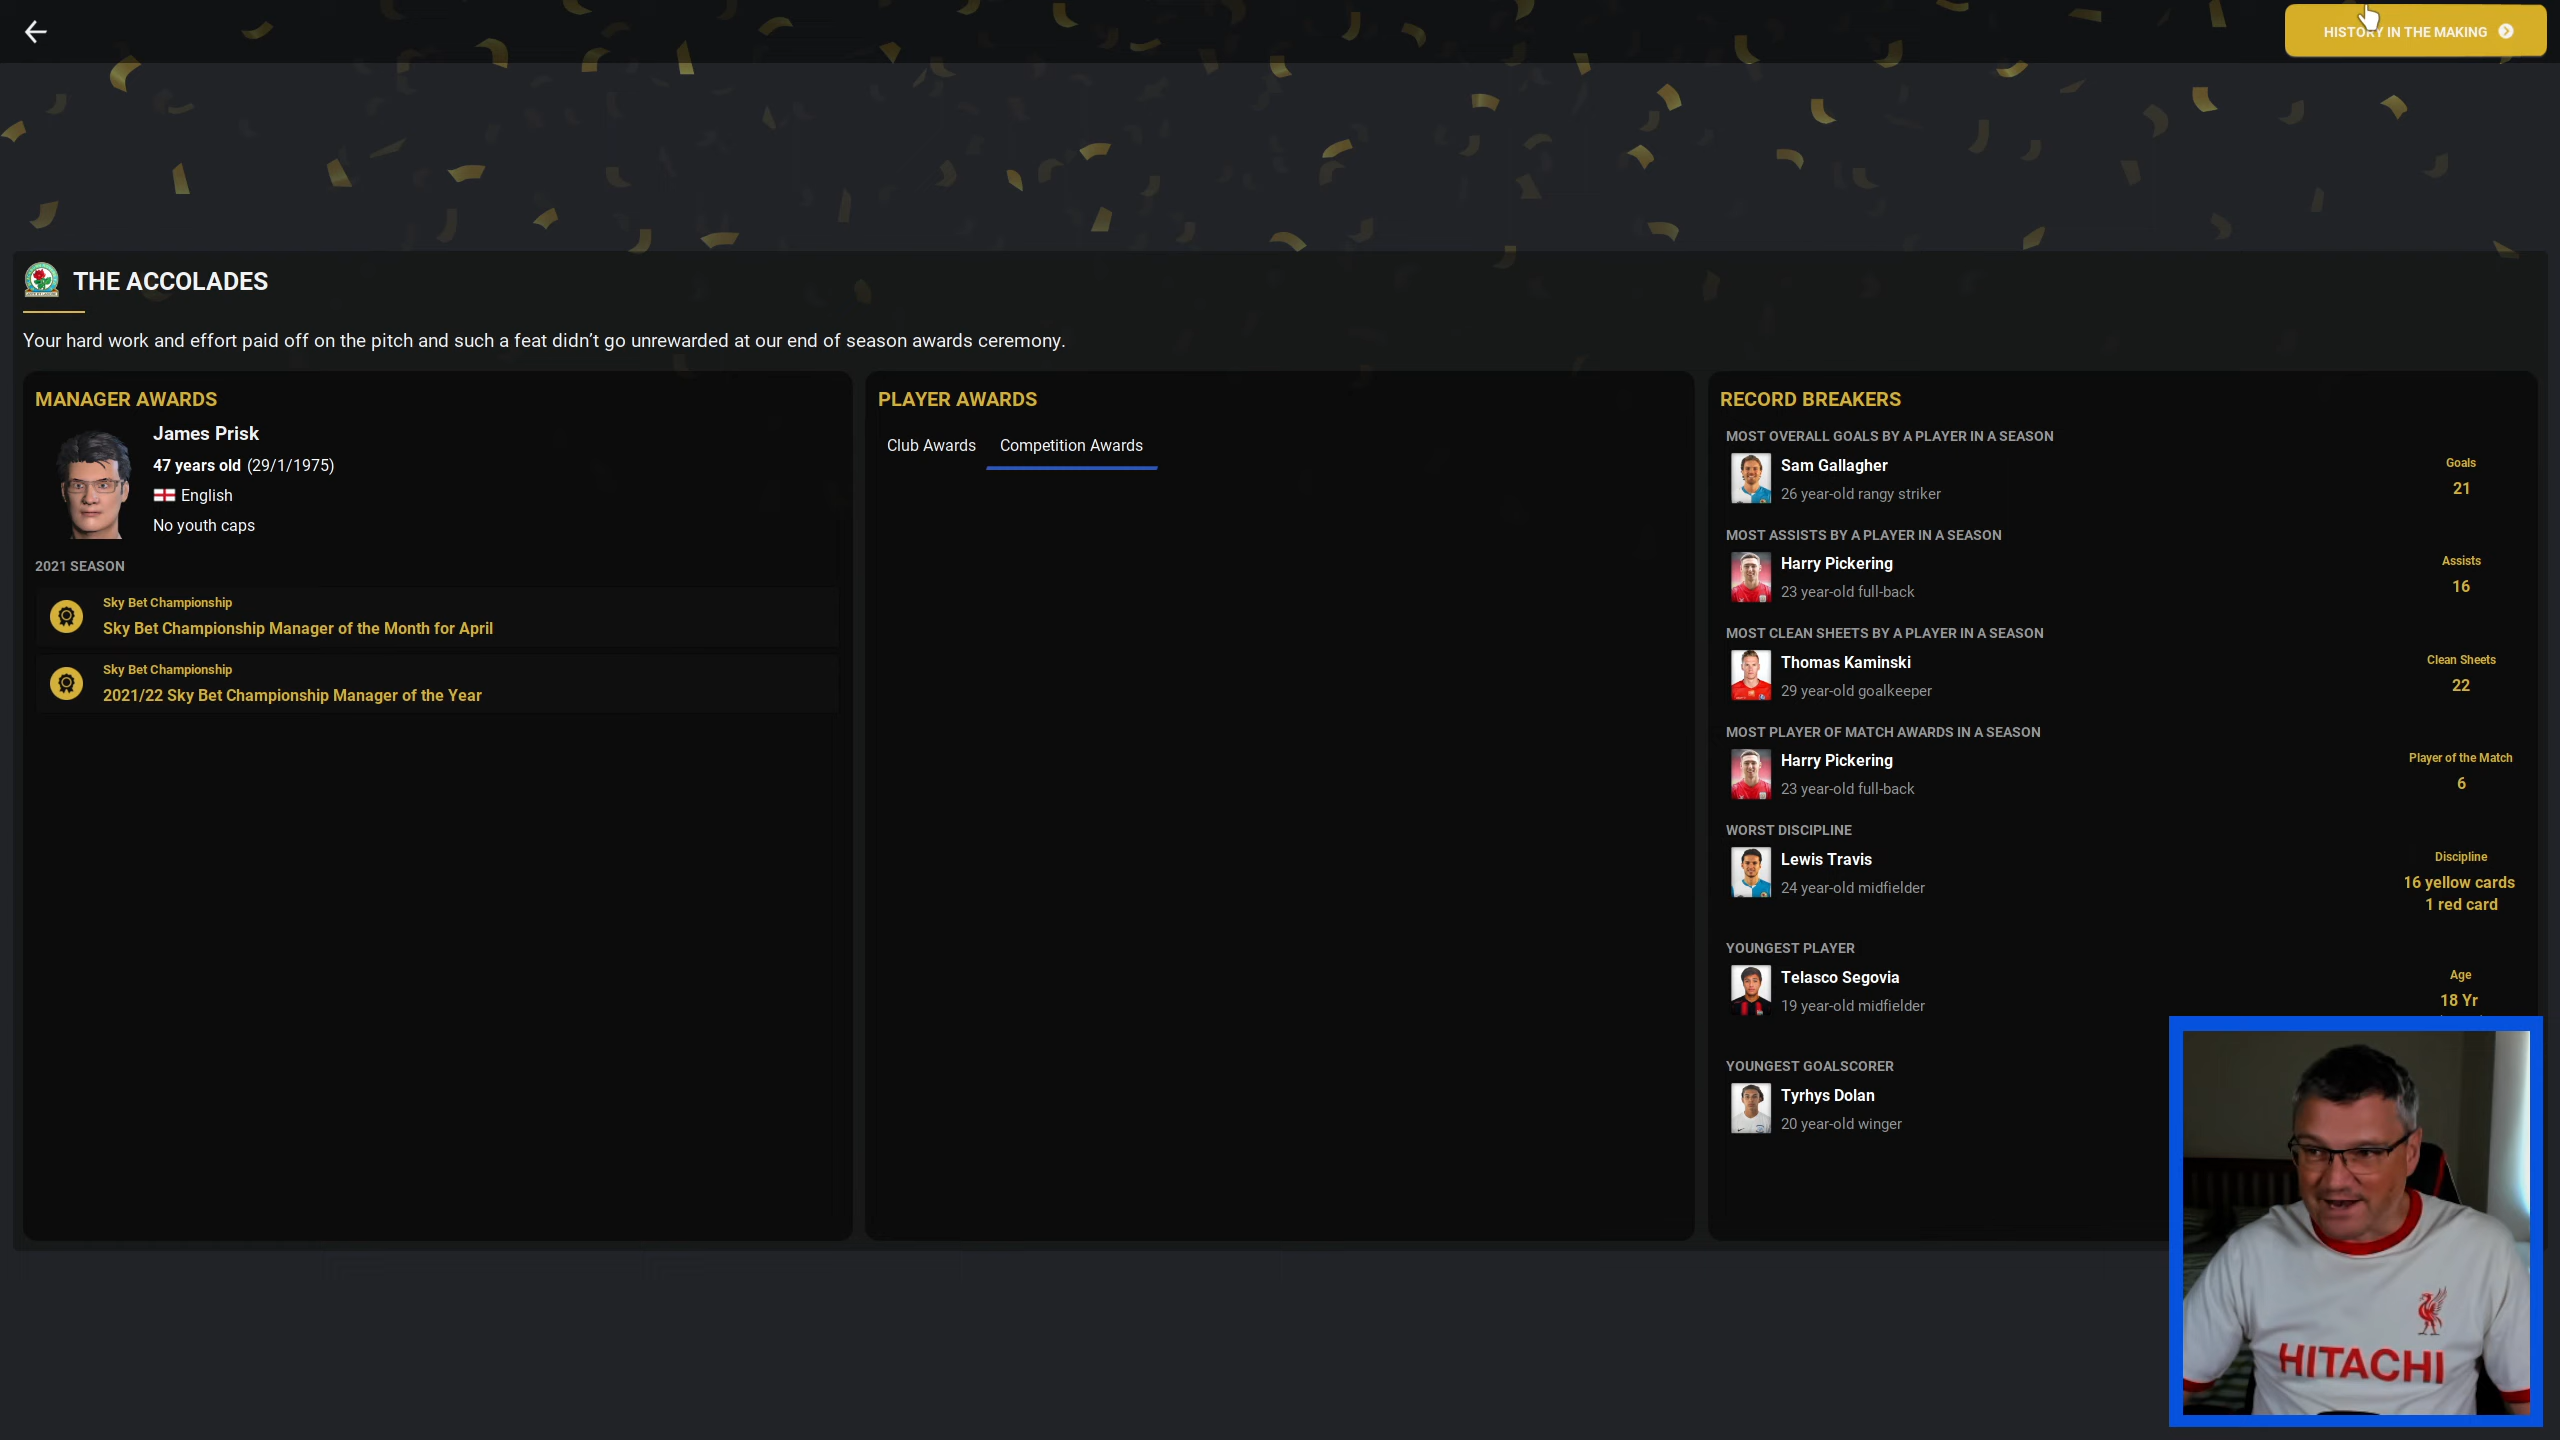 HISTORY IN THE MAKING
THE ACCOLADES
Your hard work and effort paid off on the pitch and such a feat didn't go unrewarded at our end of season awards ceremony.
MANAGER AWARDS
James Prisk
47 years old (29/1/1975)
English
No youth caps
2021 SEASON
Sky Bet Championship
Sky Bet Championship Manager of the Month for April
Sky Bet Championship
2021/22 Sky Bet Championship Manager of the Year
PLAYER AWARDS
Club Awards Competition Awards
RECORD BREAKERS
MOST OVERALL GOALS BY A PLAYER IN A SEASON
Sam Gallagher
26 year-old rangy striker
Goals
21
MOST ASSISTS BY A PLAYER IN A SEASON
Harry Pickering
23 year-old full-back
Assists
16
MOST CLEAN SHEETS BY A PLAYER IN A SEASON
Thomas Kaminski
29 year-old goalkeeper
Clean Sheets
22
MOST PLAYER OF MATCH AWARDS IN A SEASON
Harry Pickering
23 year-old full-back
Player of the Match
6
WORST DISCIPLINE
Lewis Travis
24 year-old midfielder
Discipline
16 yellow cards
1 red card
YOUNGEST PLAYER
Telasco Segovia
19 year-old midfielder
Age
18 Yr
YOUNGEST GOALSCORER
Tyrhys Dolan
20 year-old winger
HITACHI